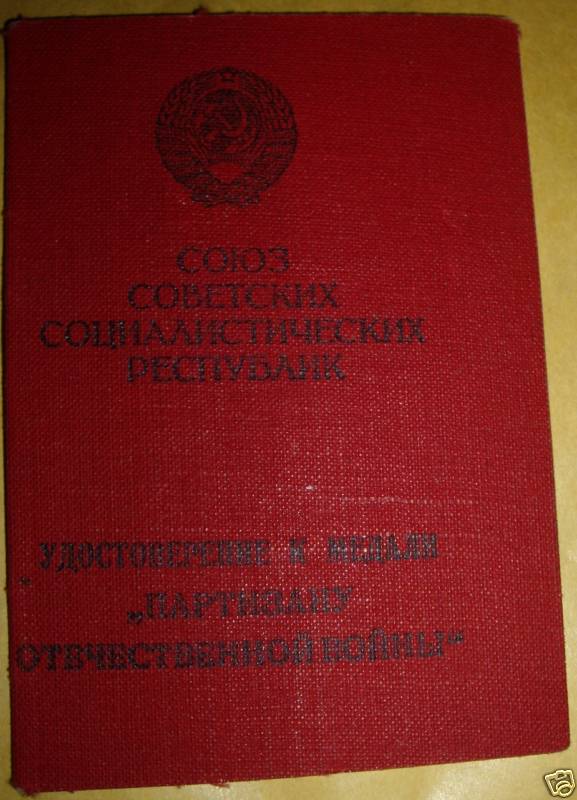 СОЮЗ
СОВЕТСКИХ
СОЦИАЛИСТИЧЕСКИХ
РЕСПУБЛИК
УДОСТОВЕРЕНИЕ К МЕДАЛИ
„ПАРТИЗАНУ
ОТЕЧЕСТВЕННОЙ ВОЙНЫ“